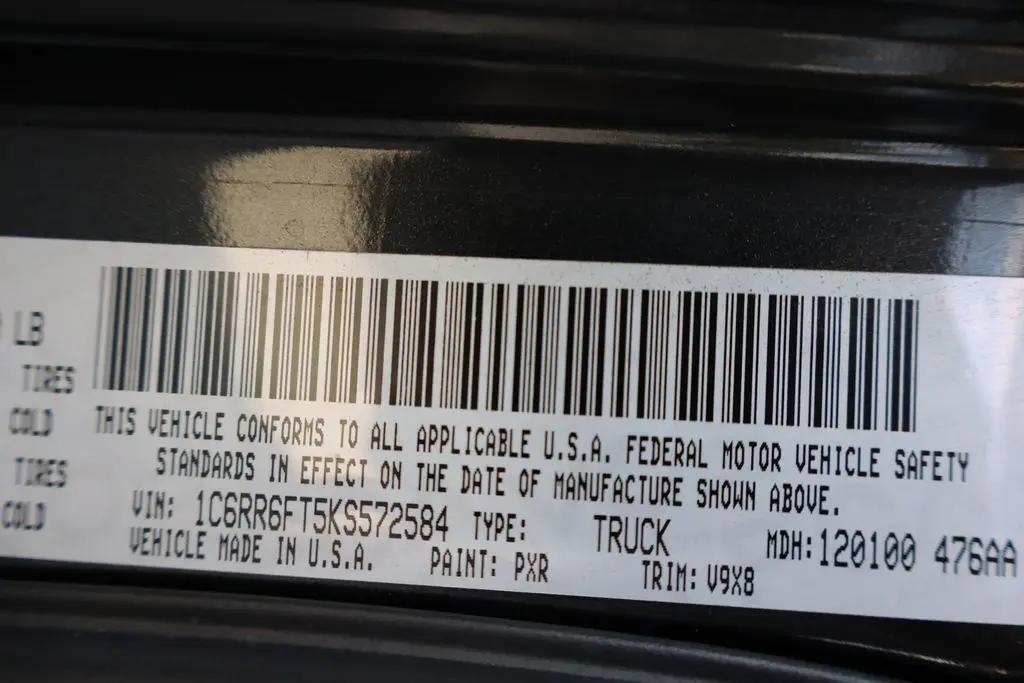 LB
TIRES
COLD
TIRES
COLD
THIS VEHICLE CONFORMS TO ALL APPLICABLE U.S.A. FEDERAL MOTOR VEHICLE SAFETY
STANDARDS IN EFFECT ON THE DATE OF MANUFACTURE SHOWN ABOVE.
VIN: 1C6RR6FT5KS572584 TYPE: TRUCK MDH:120100 476AA
VEHICLE MADE IN U.S.A. PAINT: PXR TRIM: V9X8